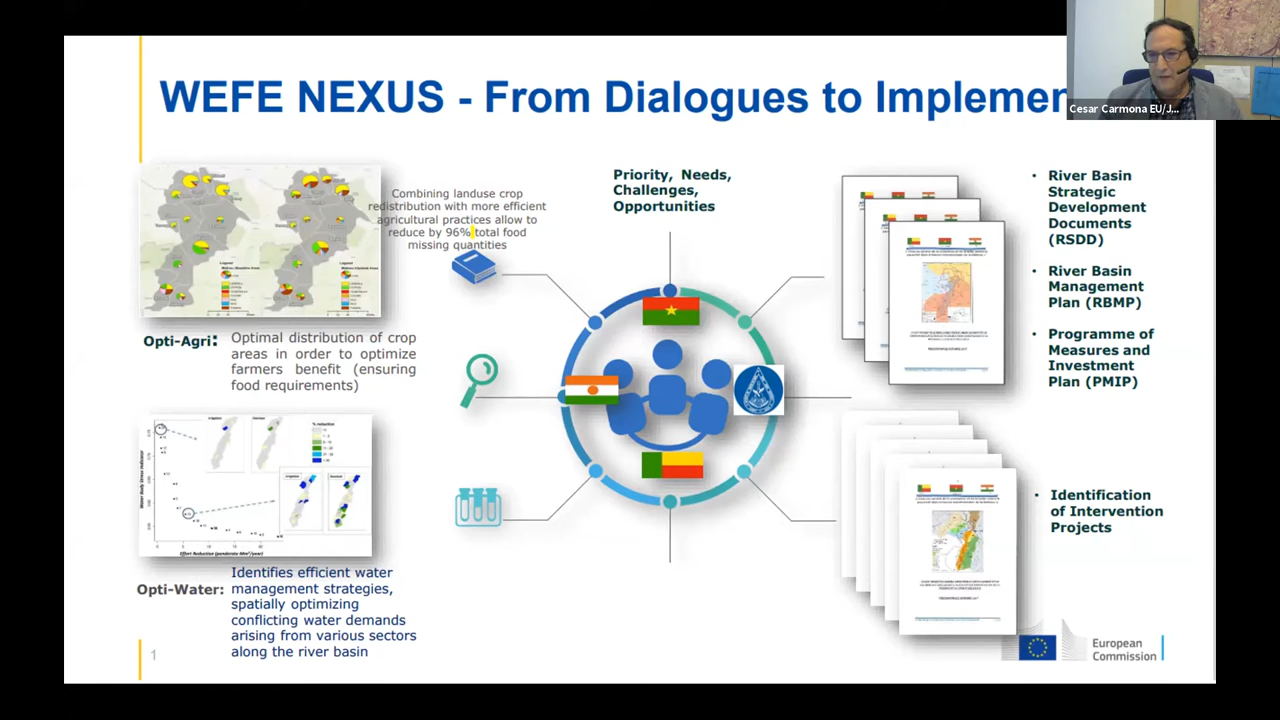 WEFE NEXUS - From Dialogues to Implemen
Cesar Carmona EU/J...
Combining landuse crop
redistribution with more efficient
agricultural practices allow to
reduce by 96% total food
missing quantities
Opti-Agri:
Optimal distribution of crop
areas in order to optimize
farmers benefit (ensuring
food requirements)
Opti-Water:
Identifies efficient water
management strategies,
spatially optimizing
conflicting water demands
arising from various sectors
along the river basin
Priority, Needs,
Challenges,
Opportunities
• River Basin
Strategic
Development
Documents
(RSDD)
• River Basin
Management
Plan (RBMP)
• Programme of
Measures and
Investment
Plan (PMIP)
• Identification
of Intervention
Projects
European
Commission
1